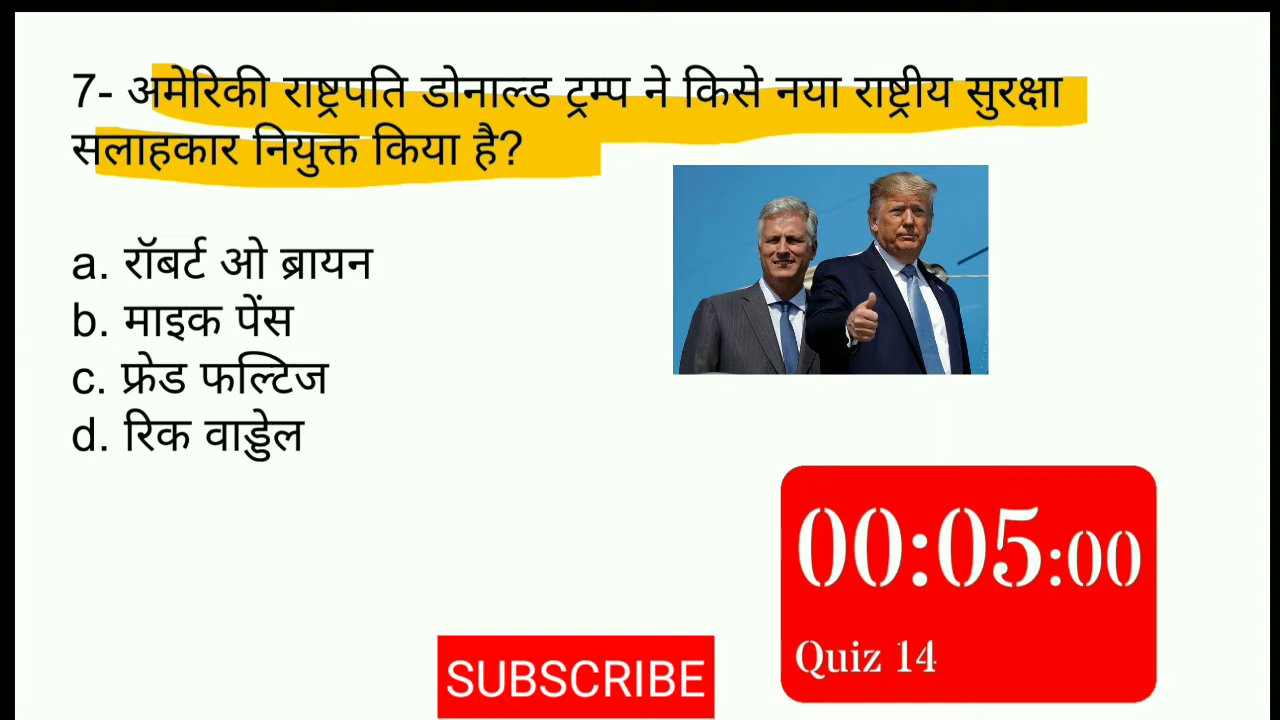 7- अमेरिकी राष्ट्रपति डोनाल्ड ट्रम्प ने किसे नया राष्ट्रीय सुरक्षा
सलाहकार नियुक्त किया है?
a. रॉबर्ट ओ ब्रायन
b. माइक पेंस
c. फ्रेड फल्टिज
d. रिक वाड्डेल
00:05:00
Quiz 14
SUBSCRIBE